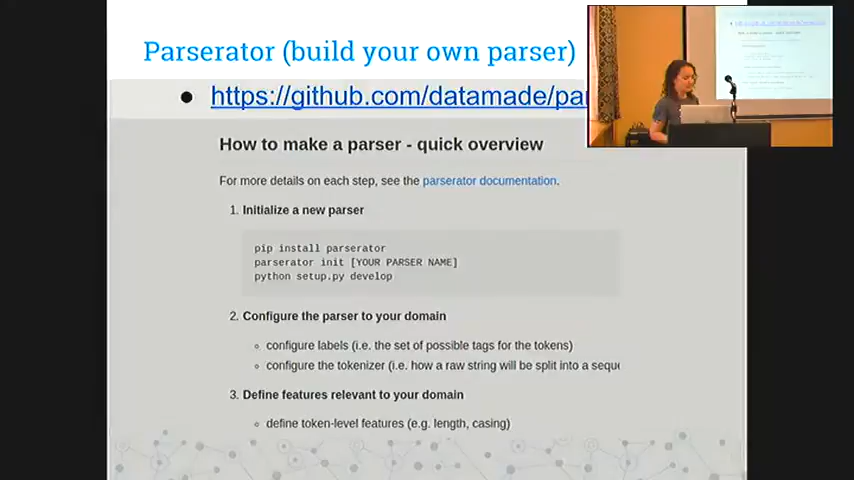 Parserator (build your own parser)
https://github.com/datamade/par
How to make a parser - quick overview
For more details on each step, see the parserator documentation.
1. Initialize a new parser
pip install parserator
parserator init [YOUR PARSER NAME]
python setup.py develop
2. Configure the parser to your domain
configure labels (i.e. the set of possible tags for the tokens)
configure the tokenizer (i.e. how a raw string will be split into a seque
3. Define features relevant to your domain
define token-level features (e.g. length, casing)